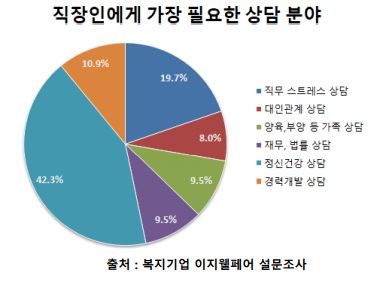 직장인에게 가장 필요한 상담 분야
10.9%
19.7%
8.0%
9.5%
9.5%
42.3%
직무 스트레스 상담
대인관계 상담
양육,부양 등 가족 상담
재무, 법률 상담
정신건강 상담
경력개발 상담
출처 : 복지기업 이지웰페어 설문조사